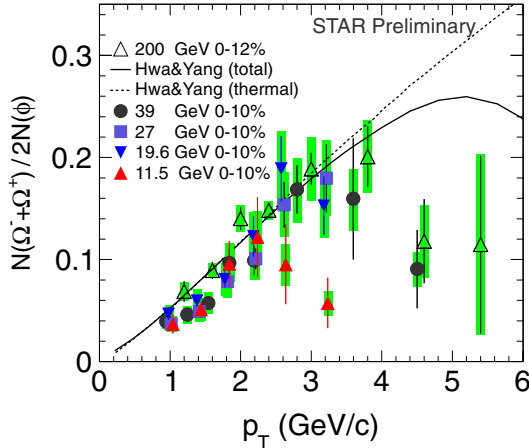 STAR Preliminary
200 GeV 0-12%
Hwa&Yang (total)
Hwa&Yang (thermal)
39 GeV 0-10%
27 GeV 0-10%
19.6 GeV 0-10%
11.5 GeV 0-10%
N(Ω⁻+Ω⁺) / 2N(ϕ)
0.3
0.2
0.1
0
0 1 2 3 4 5 6
p_T (GeV/c)